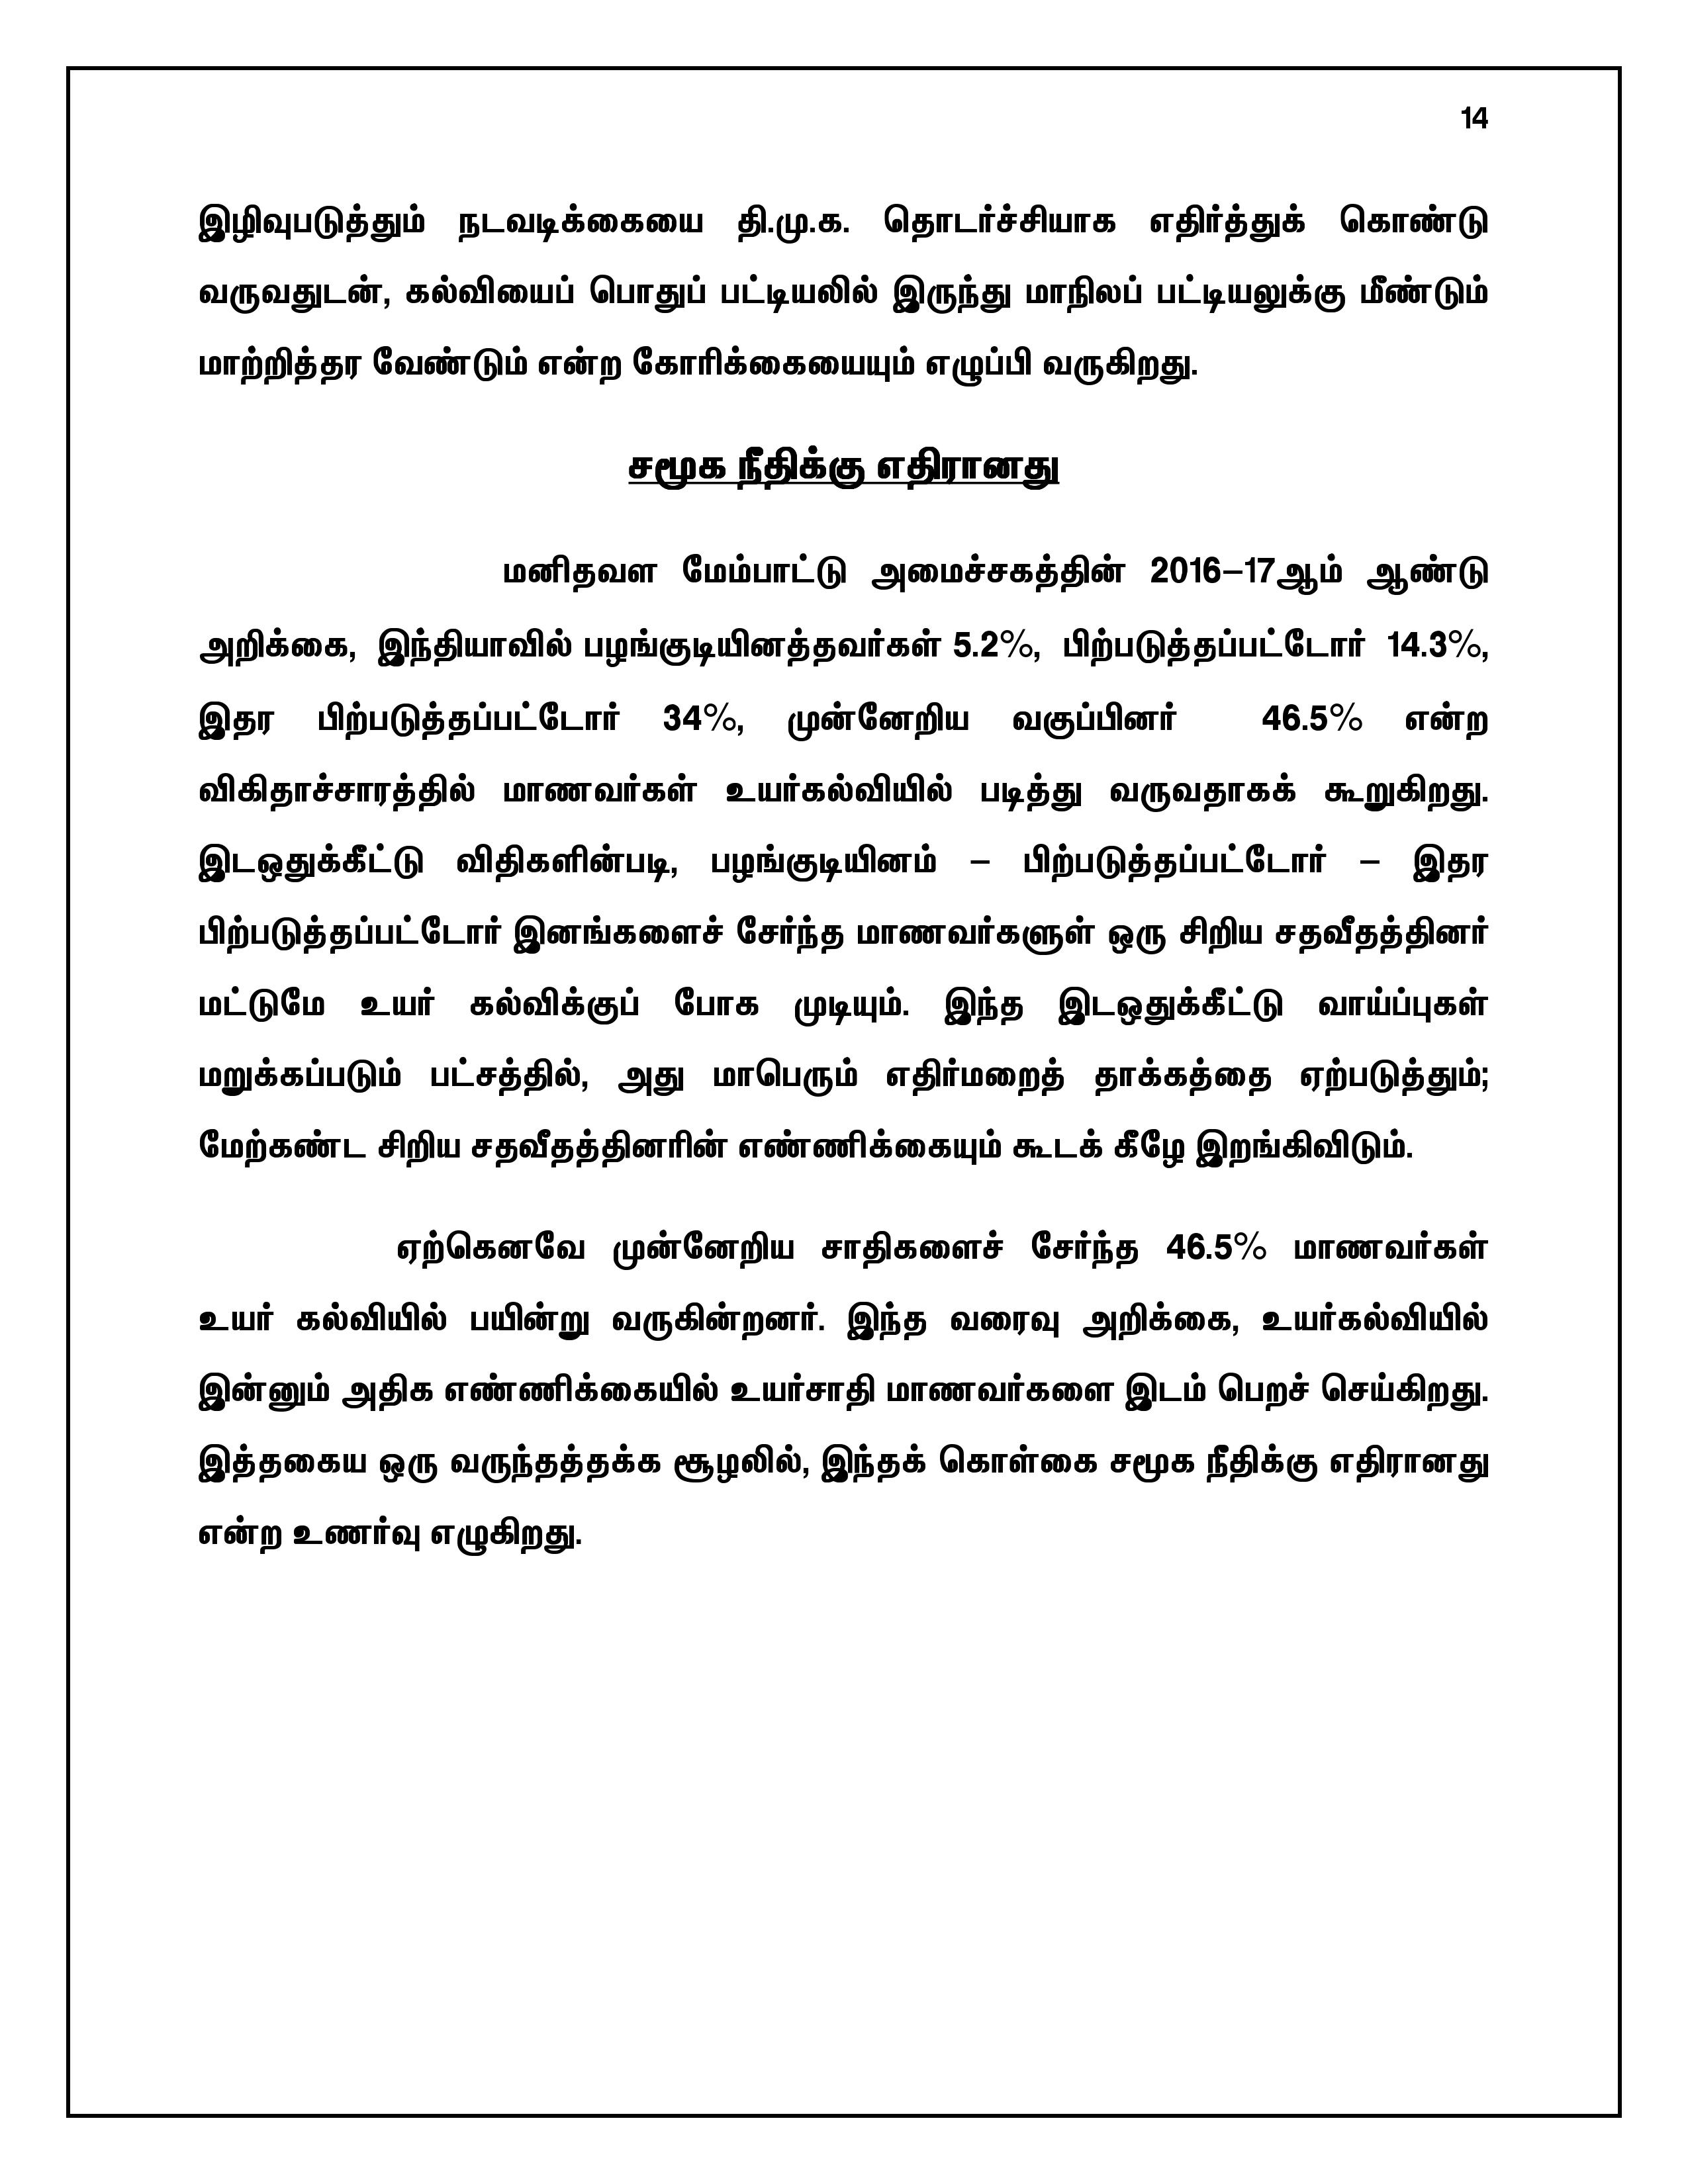 14
இழிவுபடுத்தும் நடவடிக்கையை தி.மு.க. தொடர்ச்சியாக எதிர்த்துக் கொண்டு
வருவதுடன், கல்வியைப் பொதுப் பட்டியலில் இருந்து மாநிலப் பட்டியலுக்கு மீண்டும்
மாற்றித்தர வேண்டும் என்ற கோரிக்கையையும் எழுப்பி வருகிறது.
சமூக நீதிக்கு எதிரானது
மனிதவள மேம்பாட்டு அமைச்சகத்தின் 2016–17ஆம் ஆண்டு
அறிக்கை, இந்தியாவில் பழங்குடியினத்தவர்கள் 5.2%, பிற்படுத்தப்பட்டோர் 14.3%,
இதர பிற்படுத்தப்பட்டோர் 34%, முன்னேறிய வகுப்பினர் 46.5% என்ற
விகிதாச்சாரத்தில் மாணவர்கள் உயர்கல்வியில் படித்து வருவதாகக் கூறுகிறது.
இடஒதுக்கீட்டு விதிகளின்படி, பழங்குடியினம் – பிற்படுத்தப்பட்டோர் – இதர
பிற்படுத்தப்பட்டோர் இனங்களைச் சேர்ந்த மாணவர்களுள் ஒரு சிறிய சதவீதத்தினர்
மட்டுமே உயர் கல்விக்குப் போக முடியும். இந்த இடஒதுக்கீட்டு வாய்ப்புகள்
மறுக்கப்படும் பட்சத்தில், அது மாபெரும் எதிர்மறைத் தாக்கத்தை ஏற்படுத்தும்;
மேற்கண்ட சிறிய சதவீதத்தினரின் எண்ணிக்கையும் கூடக் கீழே இறங்கிவிடும்.
ஏற்கெனவே முன்னேறிய சாதிகளைச் சேர்ந்த 46.5% மாணவர்கள்
உயர் கல்வியில் பயின்று வருகின்றனர். இந்த வரைவு அறிக்கை, உயர்கல்வியில்
இன்னும் அதிக எண்ணிக்கையில் உயர்சாதி மாணவர்களை இடம் பெறச் செய்கிறது.
இத்தகைய ஒரு வருந்தத்தக்க சூழலில், இந்தக் கொள்கை சமூக நீதிக்கு எதிரானது
என்ற உணர்வு எழுகிறது.